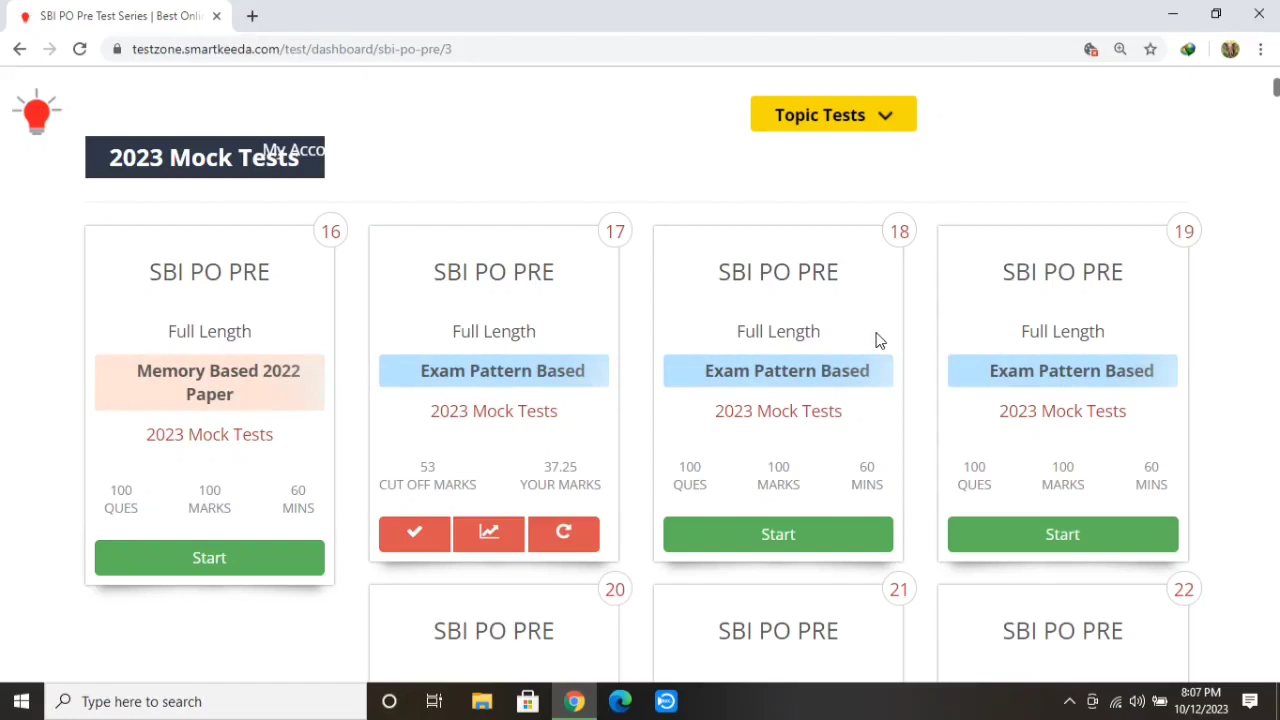 SBI PO Pre Test Series | Best Onli
testzone.smartkeeda.com/test/dashboard/sbi-po-pre/3
Topic Tests
My Acco
2023 Mock Tests
16
SBI PO PRE
Full Length
Memory Based 2022
Paper
2023 Mock Tests
100
QUES
100
MARKS
60
MINS
Start
17
SBI PO PRE
Full Length
Exam Pattern Based
2023 Mock Tests
53
CUT OFF MARKS
37.25
YOUR MARKS
18
SBI PO PRE
Full Length
Exam Pattern Based
2023 Mock Tests
100
QUES
100
MARKS
60
MINS
Start
19
SBI PO PRE
Full Length
Exam Pattern Based
2023 Mock Tests
100
QUES
100
MARKS
60
MINS
Start
20
SBI PO PRE
21
SBI PO PRE
22
SBI PO PRE
Type here to search
8:07 PM
10/12/2023